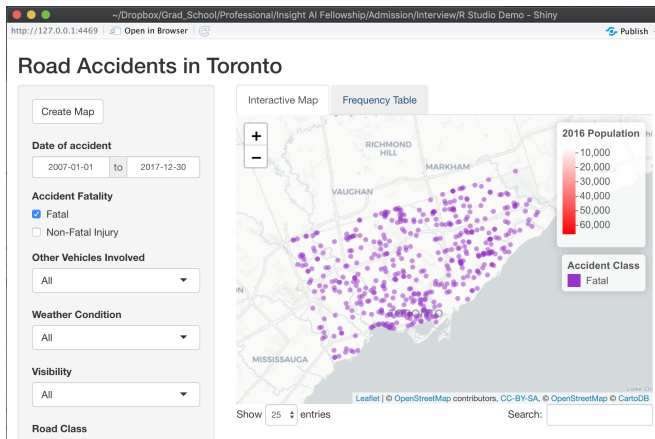 ~/Dropbox/Grad_School/Professional/Insight AI Fellowship/Admission/Interview/R Studio Demo - Shiny
http://127.0.0.1:4469 Open in Browser Publish
Road Accidents in Toronto
Create Map
Date of accident
2007-01-01 to 2017-12-30
Accident Fatality
Fatal
Non-Fatal Injury
Other Vehicles Involved
All
Weather Condition
All
Visibility
All
Road Class
Interactive Map Frequency Table
+
−
RICHMOND
HILL
MARKHAM
VAUGHAN
TORONTO
MISSISSAUGA
2016 Population
10,000
20,000
30,000
40,000
50,000
60,000
Accident Class
Fatal
Leaflet | © OpenStreetMap contributors, CC-BY-SA, © OpenStreetMap © CartoDB
Show 25 entries Search: